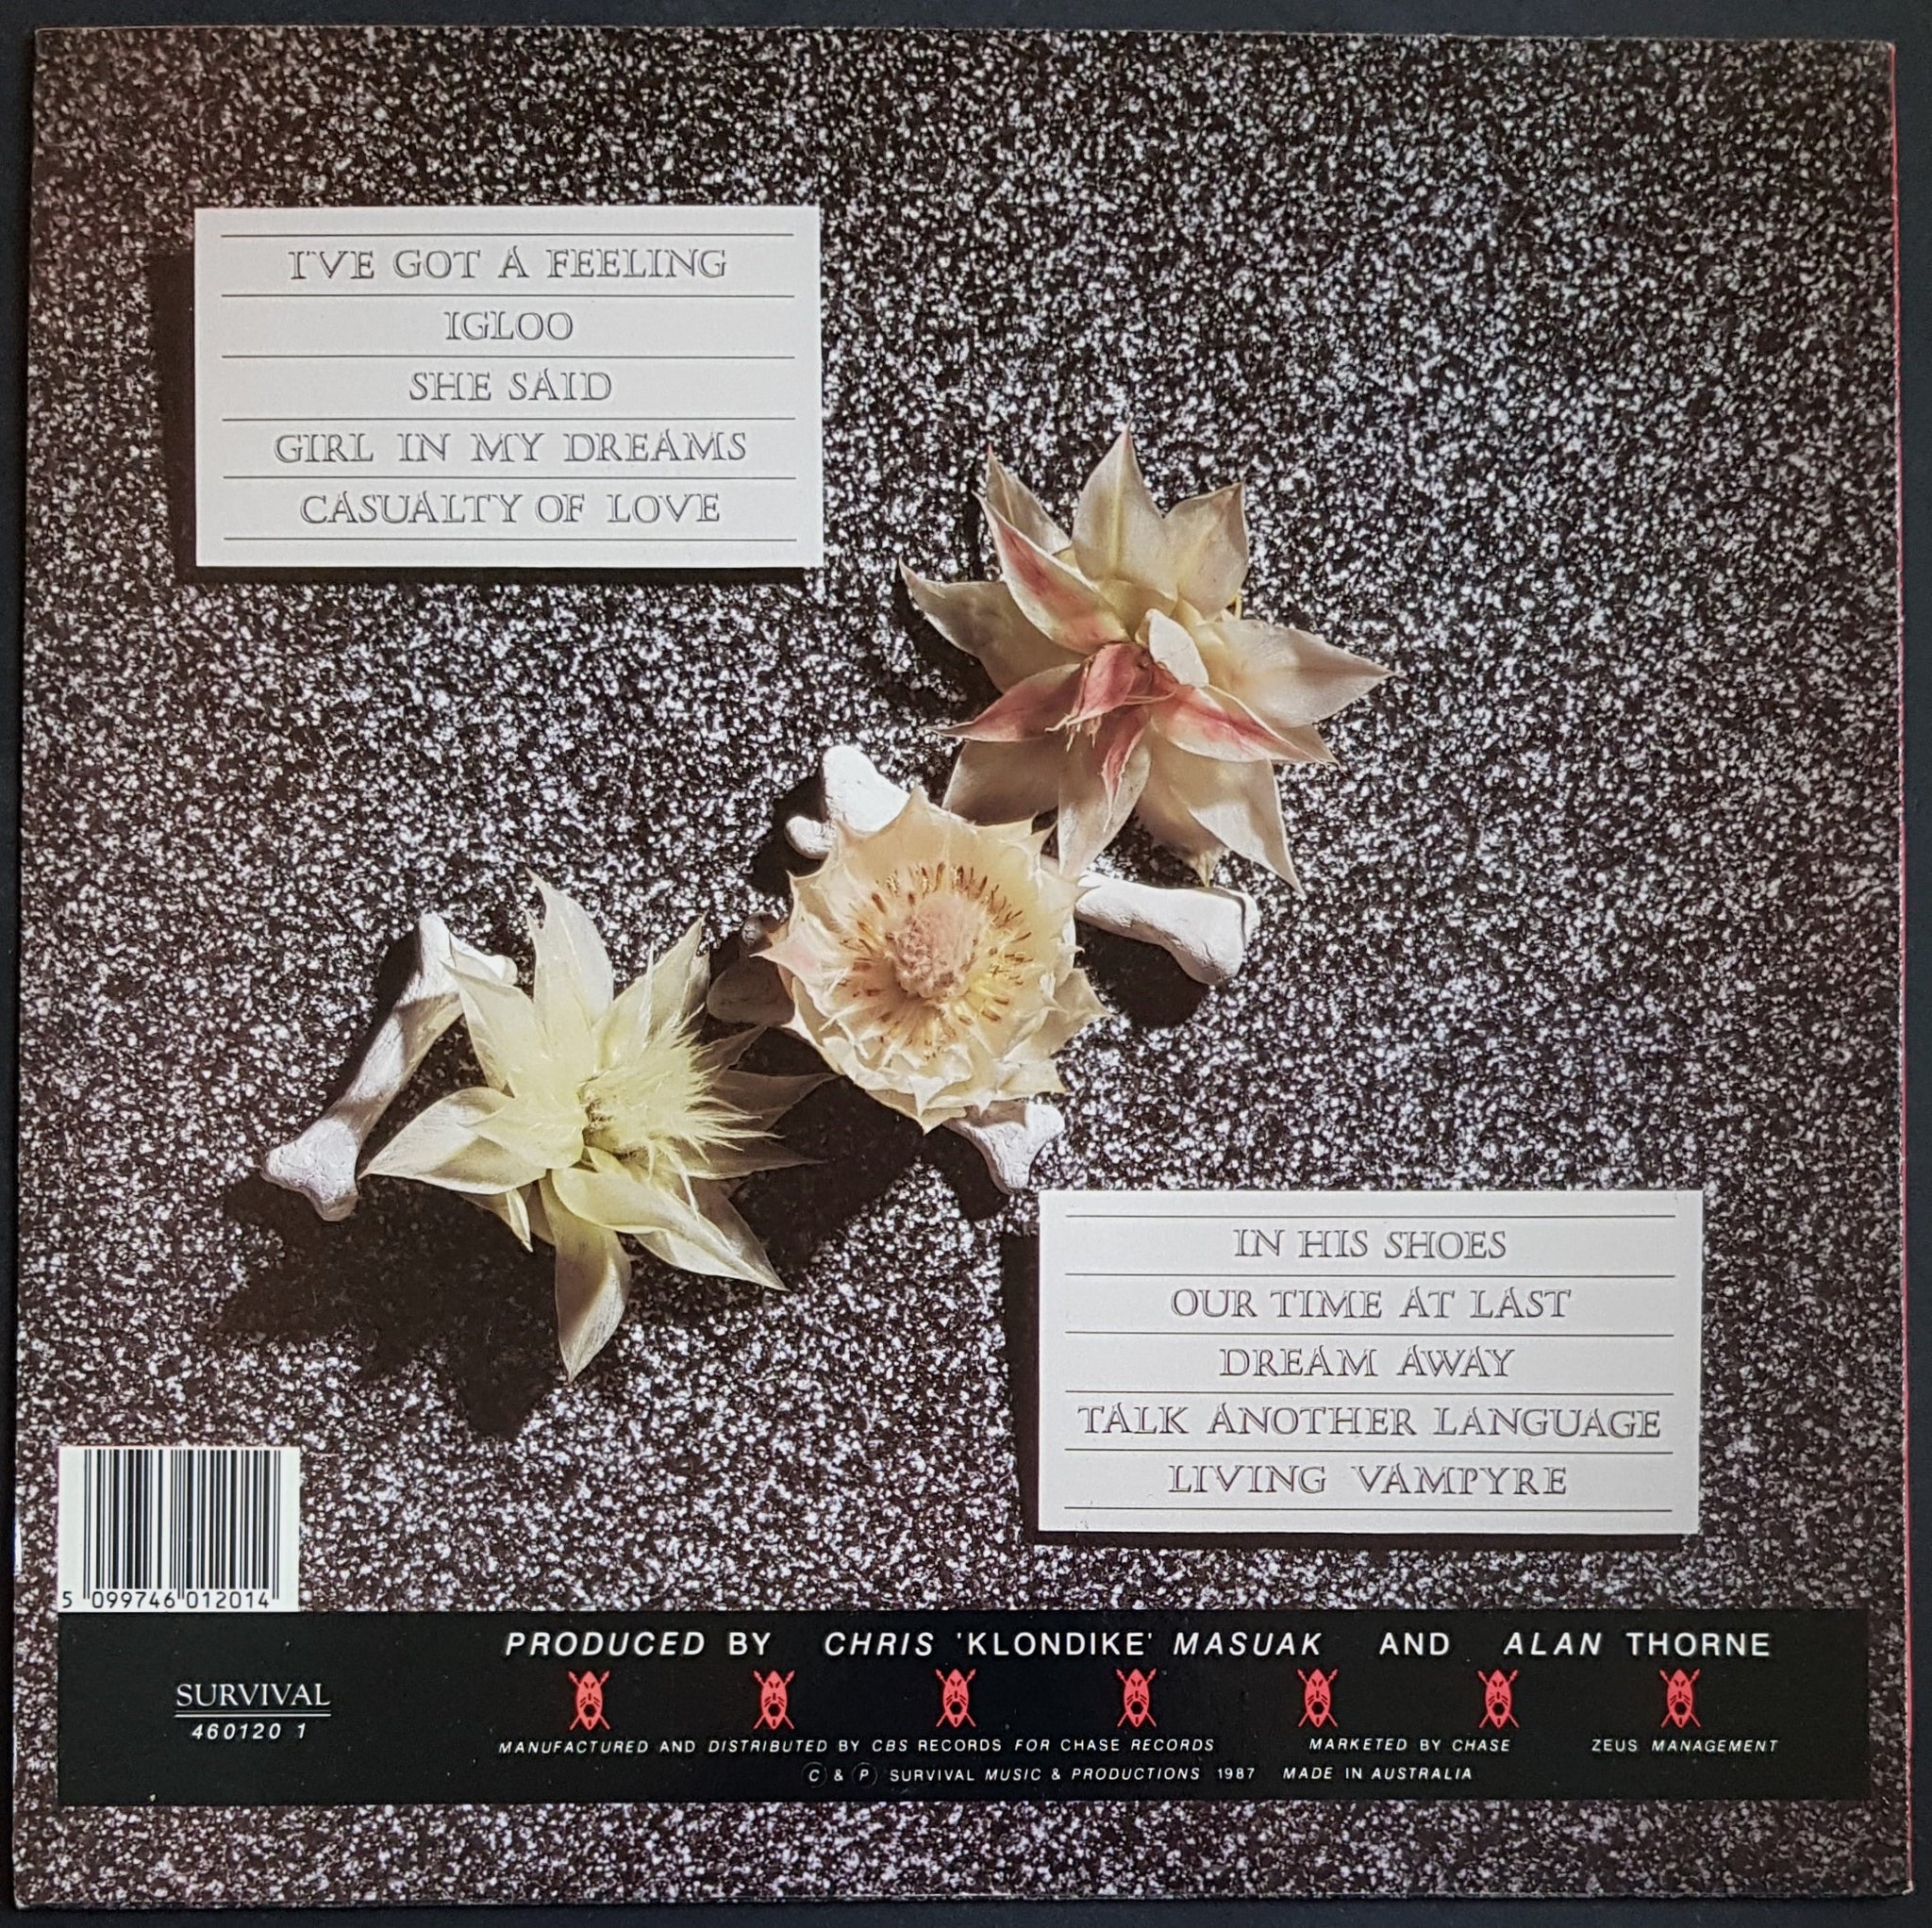 I'VE GOT A FEELING
IGLOO
SHE SAID
GIRL IN MY DREAMS
CASUALTY OF LOVE
IN HIS SHOES
OUR TIME AT LAST
DREAM AWAY
TALK ANOTHER LANGUAGE
LIVING VAMPYRE
5 099746 012014
PRODUCED BY CHRIS 'KLONDIKE' MASUAK AND ALAN THORNE
SURVIVAL
460120 1
MANUFACTURED AND DISTRIBUTED BY CBS RECORDS FOR CHASE RECORDS MARKETED BY CHASE ZEUS MANAGEMENT
Ⓒ & Ⓟ SURVIVAL MUSIC & PRODUCTIONS 1987 MADE IN AUSTRALIA